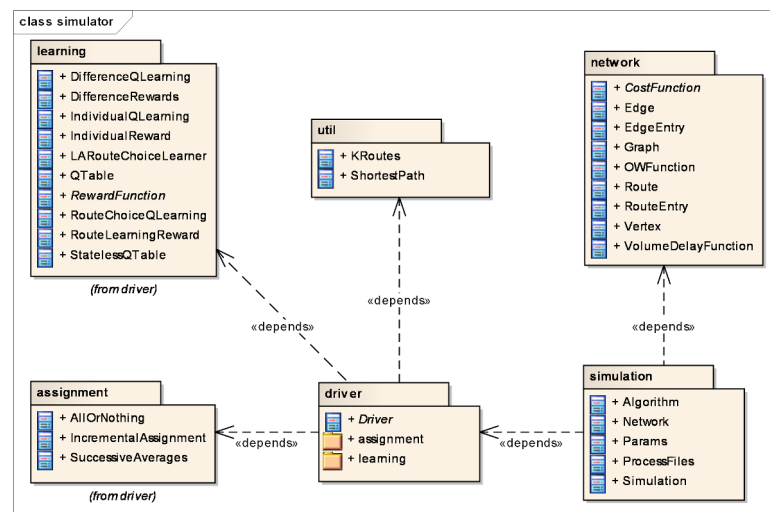 class simulator
learning
+ DifferenceQLearning
+ DifferenceRewards
+ IndividualQLearning
+ IndividualReward
+ LARouteChoiceLearner
+ QTable
+ RewardFunction
+ RouteChoiceQLearning
+ RouteLearningReward
+ StatelessQTable
(from driver)
util
+ KRoutes
+ ShortestPath
network
+ CostFunction
+ Edge
+ EdgeEntry
+ Graph
+ OWFunction
+ Route
+ RouteEntry
+ Vertex
+ VolumeDelayFunction
«depends»
«depends»
«depends»
assignment
+ AllOrNothing
+ IncrementalAssignment
+ SuccessiveAverages
(from driver)
«depends»
driver
+ Driver
+ assignment
+ learning
«depends»
simulation
+ Algorithm
+ Network
+ Params
+ ProcessFiles
+ Simulation